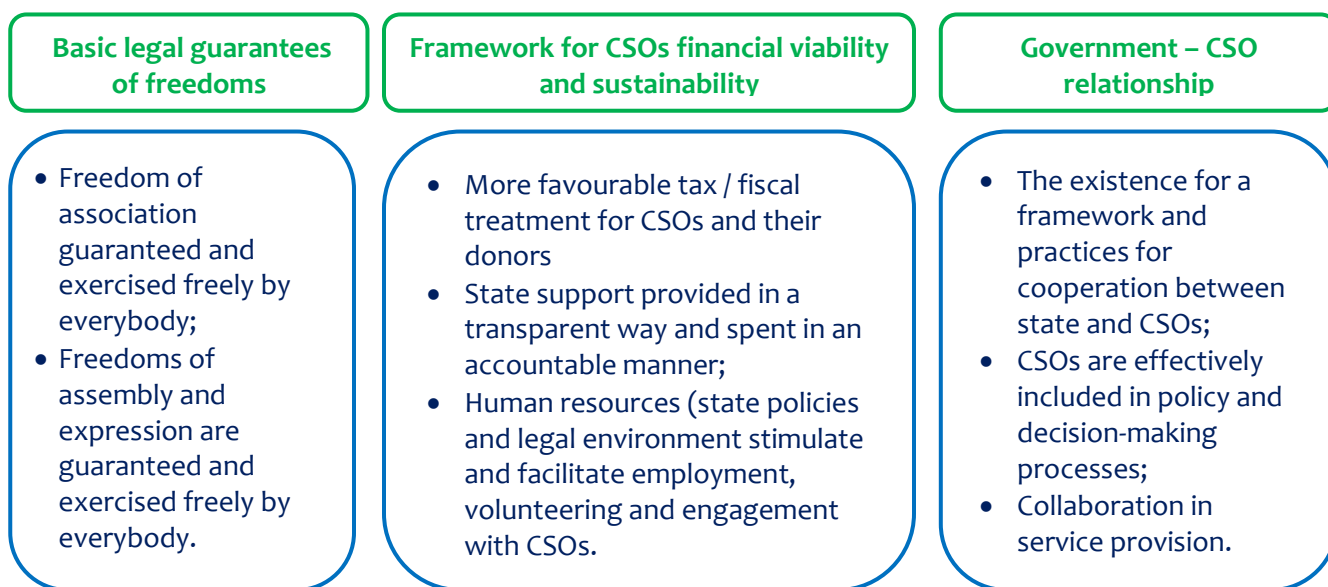 Basic legal guarantees
of freedoms
Framework for CSOs financial viability
and sustainability
Government – CSO
relationship
• Freedom of
association
guaranteed and
exercised freely by
everybody;
• Freedoms of
assembly and
expression are
guaranteed and
exercised freely by
everybody.
• More favourable tax / fiscal
treatment for CSOs and their
donors
• State support provided in a
transparent way and spent in an
accountable manner;
• Human resources (state policies
and legal environment stimulate
and facilitate employment,
volunteering and engagement
with CSOs.
• The existence for a
framework and
practices for
cooperation between
state and CSOs;
• CSOs are effectively
included in policy and
decision-making
processes;
• Collaboration in
service provision.